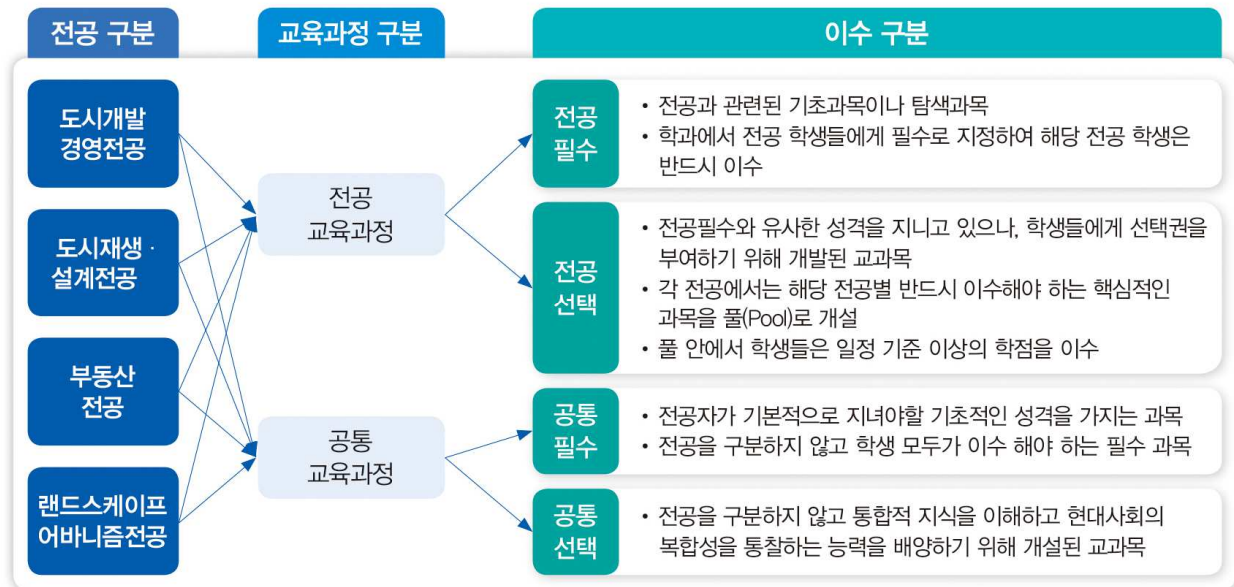 전공 구분
교육과정 구분
이수 구분
도시개발
경영전공
도시재생·
설계전공
부동산
전공
랜드스케이프
어바니즘전공
전공
교육과정
공통
교육과정
전공
필수
• 전공과 관련된 기초과목이나 탐색과목
• 학과에서 전공 학생들에게 필수로 지정하여 해당 전공 학생은
반드시 이수
전공
선택
• 전공필수와 유사한 성격을 지니고 있으나, 학생들에게 선택권을
부여하기 위해 개발된 교과목
• 각 전공에서는 해당 전공별 반드시 이수해야 하는 핵심적인
과목을 풀(Pool)로 개설
• 풀 안에서 학생들은 일정 기준 이상의 학점을 이수
공통
필수
• 전공자가 기본적으로 지녀야할 기초적인 성격을 가지는 과목
• 전공을 구분하지 않고 학생 모두가 이수 해야 하는 필수 과목
공통
선택
• 전공을 구분하지 않고 통합적 지식을 이해하고 현대사회의
복합성을 통찰하는 능력을 배양하기 위해 개설된 교과목